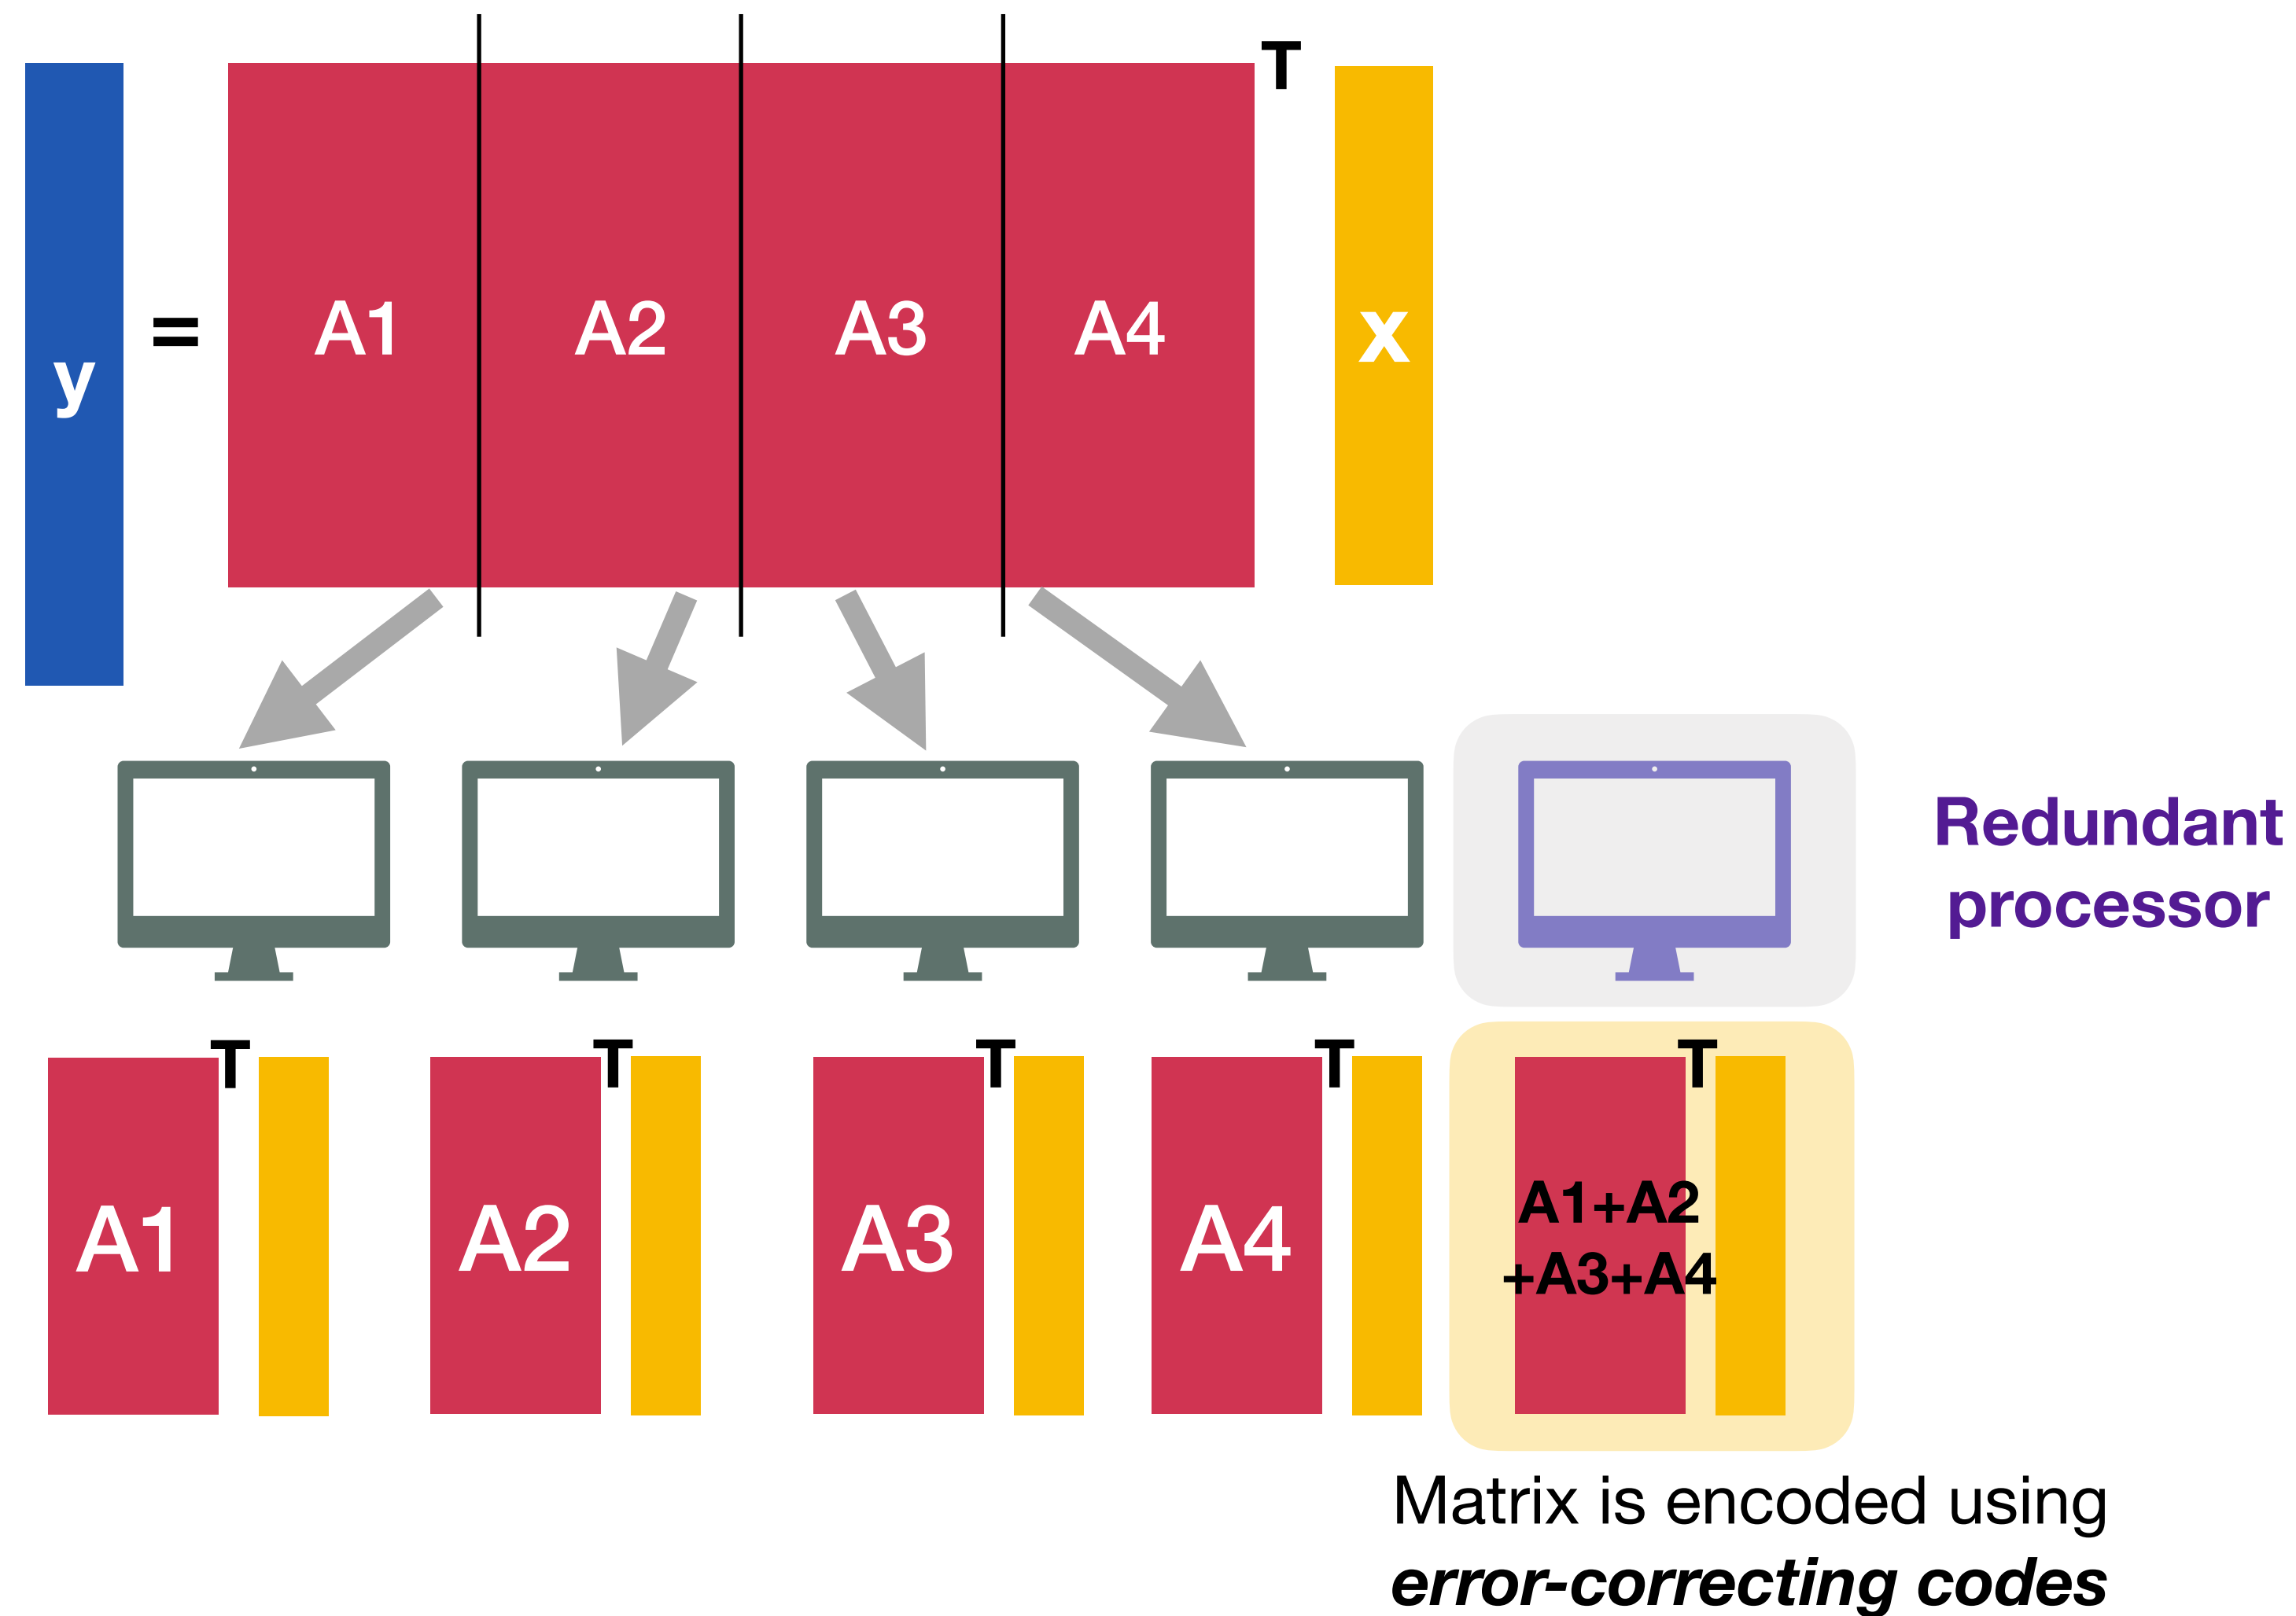 T
y = A1 A2 A3 A4 x
Redundant
processor
T T T T T
A1 A2 A3 A4 A1+A2
+A3+A4
Matrix is encoded using
error-correcting codes